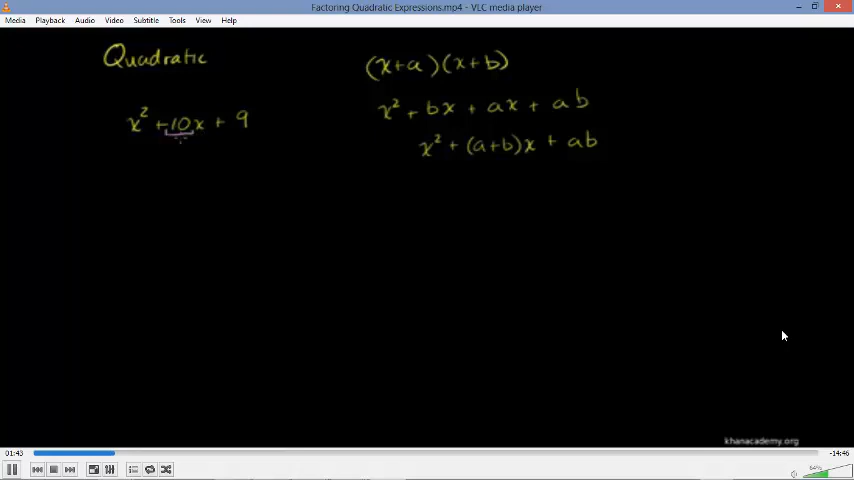 Factoring Quadratic Expressions.mp4 - VLC media player
Media Playback Audio Video Subtitle Tools View Help
Quadratic
x² + 10x + 9
(x+a)(x+b)
x² + bx + ax + ab
x² + (a+b)x + ab
khanacademy.org
01:43
-14:46
64%